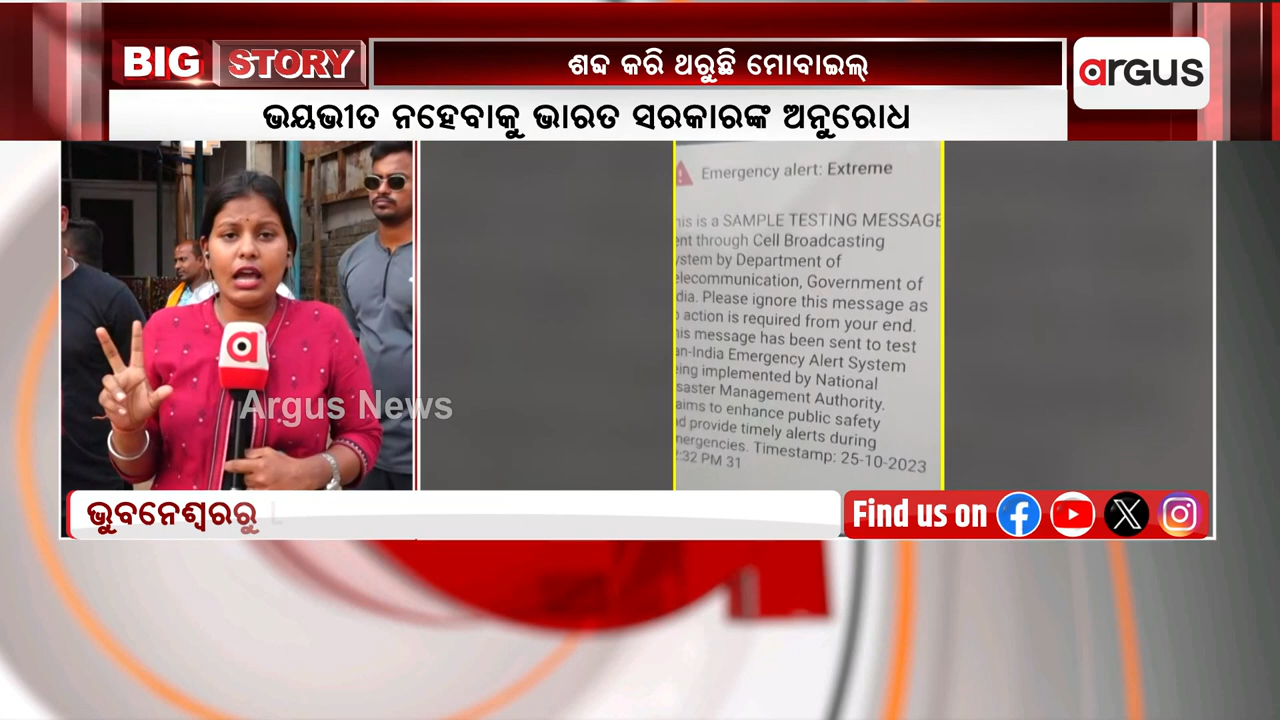 BIG STORY
ଶବ୍ଦ କରି ଥରୁଛି ମୋବାଇଲ୍
argus
ଭୟଭୀତ ନହେବାକୁ ଭାରତ ସରକାରଙ୍କ ଅନୁରୋଧ
Emergency alert: Extreme
his is a SAMPLE TESTING MESSAGE
ent through Cell Broadcasting
ystem by Department of
elecommunication, Government of
dia. Please ignore this message as
o action is required from your end.
his message has been sent to test
an-India Emergency Alert System
eing implemented by National
saster Management Authority.
aims to enhance public safety
nd provide timely alerts during
mergencies. Timestamp: 25-10-2023
:32 PM 31
a
Argus News
ଭୁବନେଶ୍ୱରରୁ
Find us on